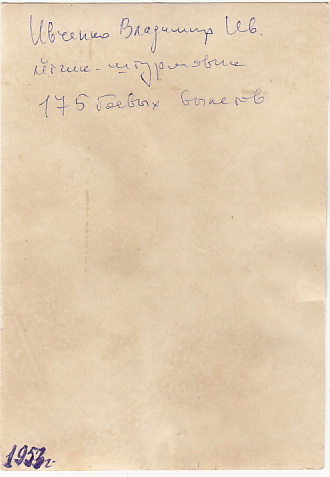 Ивченко Владимир Ив.
лётчик-штурмовик
175 боевых вылетов
1953г.